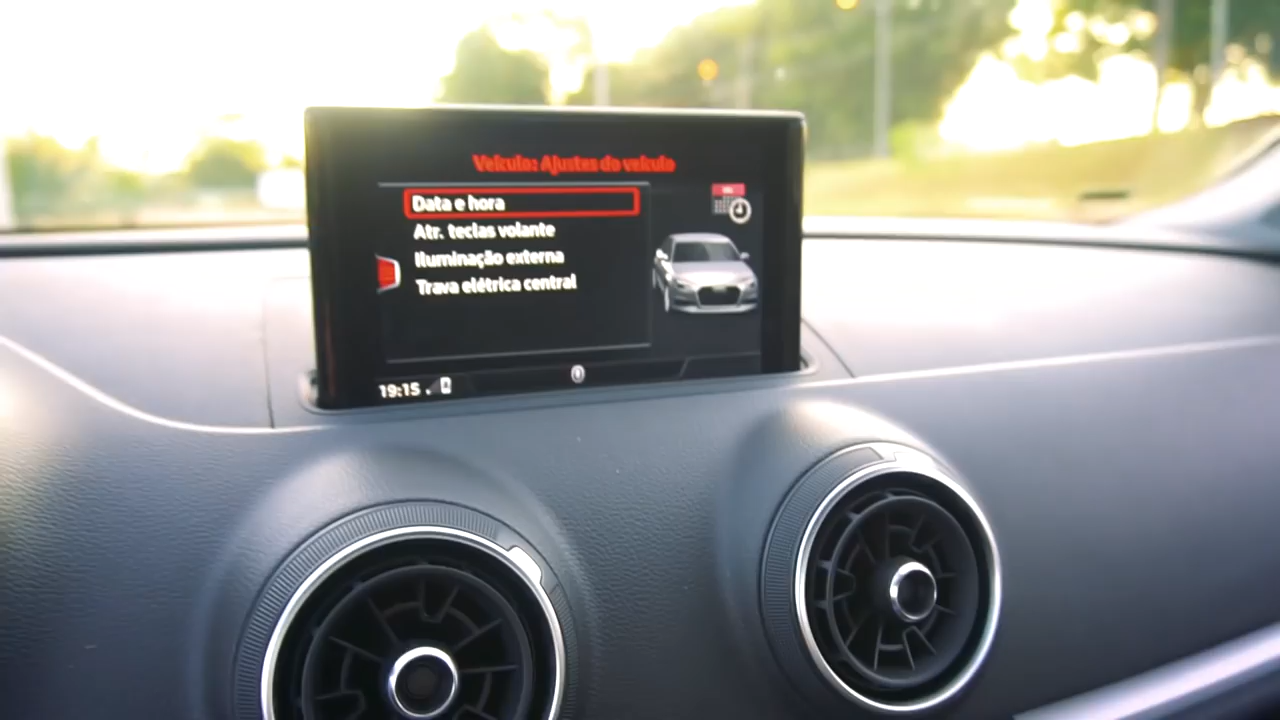 Veículo: Ajustes do veículo
Data e hora
Atr. teclas volante
Iluminação externa
Trava elétrica central
19:15